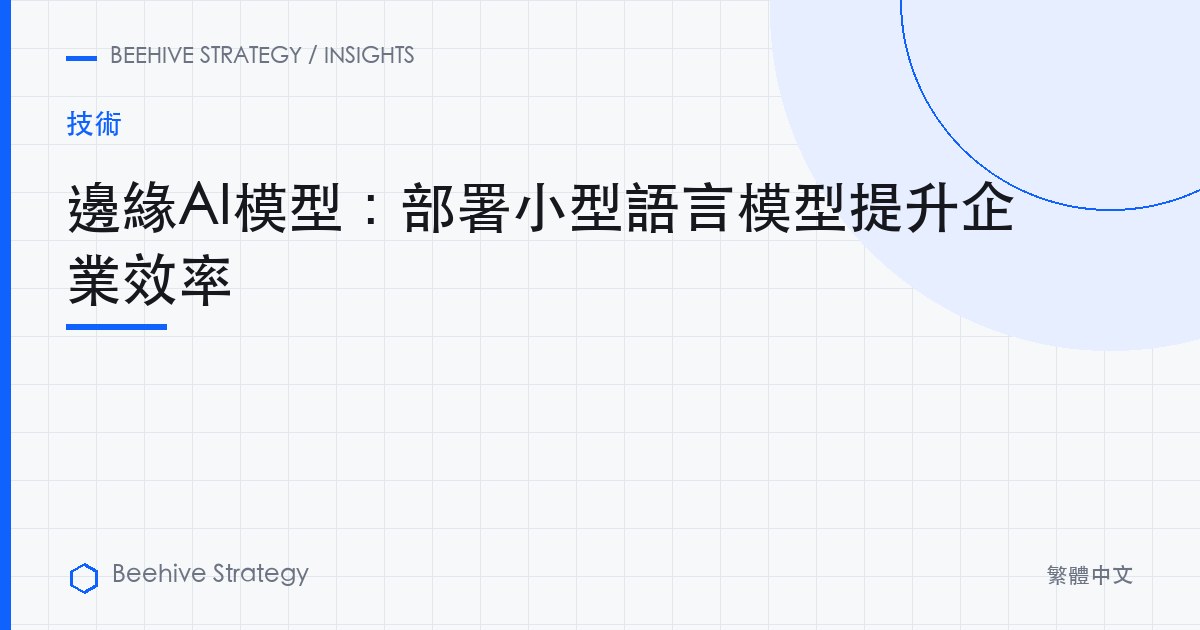 BEEHIVE STRATEGY / INSIGHTS
技術
邊緣AI模型：部署小型語言模型提升企
業效率
Beehive Strategy
繁體中文